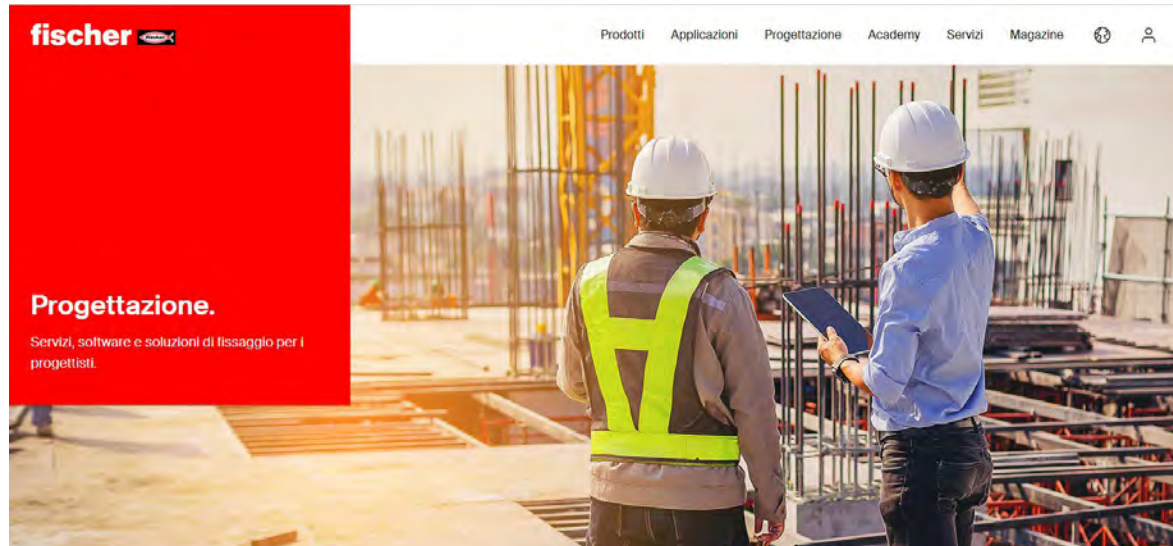 fischer
Prodotti Applicazioni Progettazione Academy Servizi Magazine
Progettazione.
Servizi, software e soluzioni di fissaggio per i
progettisti.